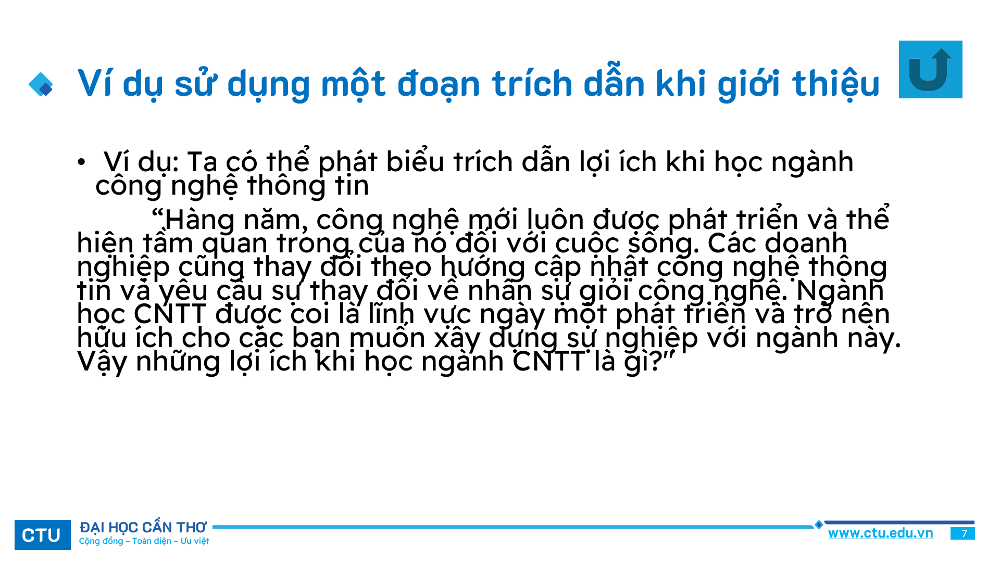 Ví dụ sử dụng một đoạn trích dẫn khi giới thiệu
• Ví dụ: Ta có thể phát biểu trích dẫn lợi ích khi học ngành
công nghệ thông tin
“Hàng năm, công nghệ mới luôn được phát triển và thể
hiện tầm quan trọng của nó đối với cuộc sống. Các doanh
nghiệp cũng thay đổi theo hướng cập nhật công nghệ thông
tin và yêu cầu sự thay đổi về nhân sự giỏi công nghệ. Ngành
học CNTT được coi là lĩnh vực ngày một phát triển và trở nên
hữu ích cho các bạn muốn xây dựng sự nghiệp với ngành này.
Vậy những lợi ích khi học ngành CNTT là gì?"
CTU
ĐẠI HỌC CẦN THƠ
Cộng đồng – Toàn diện – Ưu việt
www.ctu.edu.vn
7